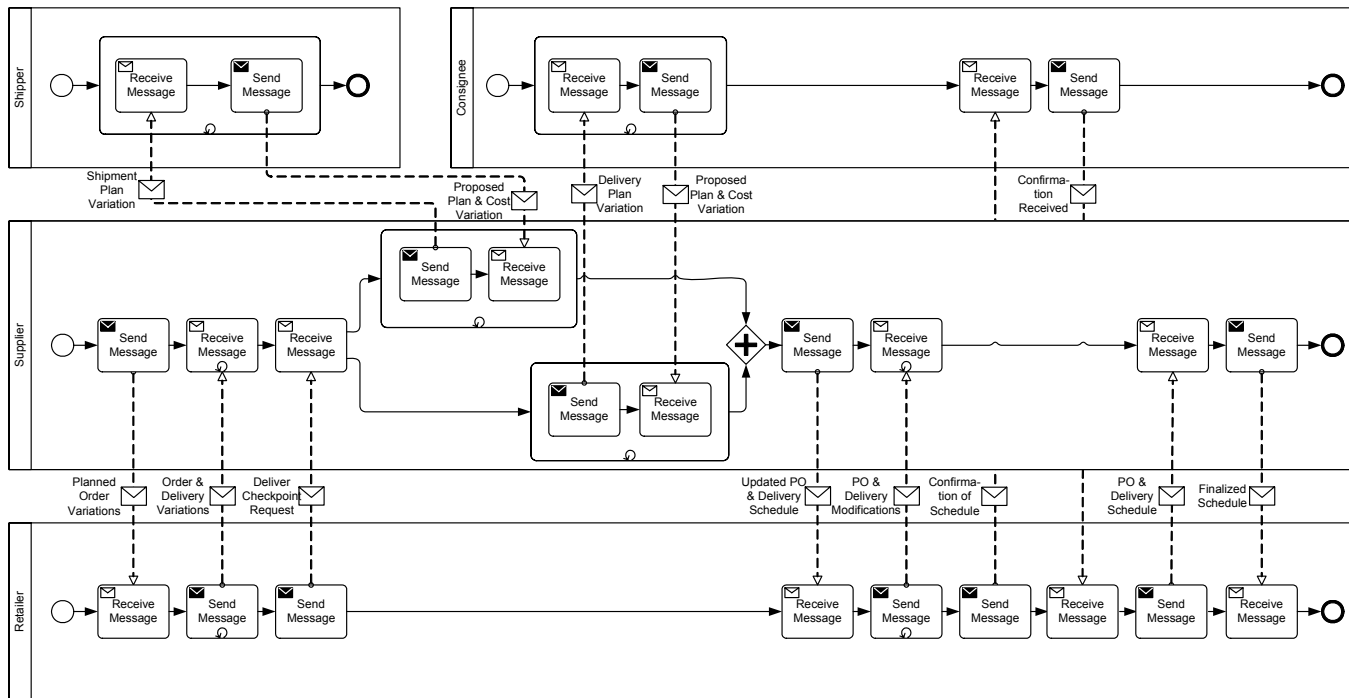 Shipper
Receive
Message
Send
Message
Consignee
Receive
Message
Send
Message
Receive
Message
Send
Message
Shipment
Plan
Variation
Proposed
Plan & Cost
Variation
Delivery
Plan
Variation
Proposed
Plan & Cost
Variation
Confirma-
tion
Received
Supplier
Send
Message
Receive
Message
Send
Message
Receive
Message
Receive
Message
Send
Message
Receive
Message
Send
Message
Receive
Message
Receive
Message
Send
Message
Planned
Order
Variations
Order &
Delivery
Variations
Deliver
Checkpoint
Request
Updated PO
& Delivery
Schedule
PO &
Delivery
Modifications
Confirma-
tion of
Schedule
PO &
Delivery
Schedule
Finalized
Schedule
Retailer
Receive
Message
Send
Message
Send
Message
Receive
Message
Send
Message
Send
Message
Receive
Message
Send
Message
Receive
Message